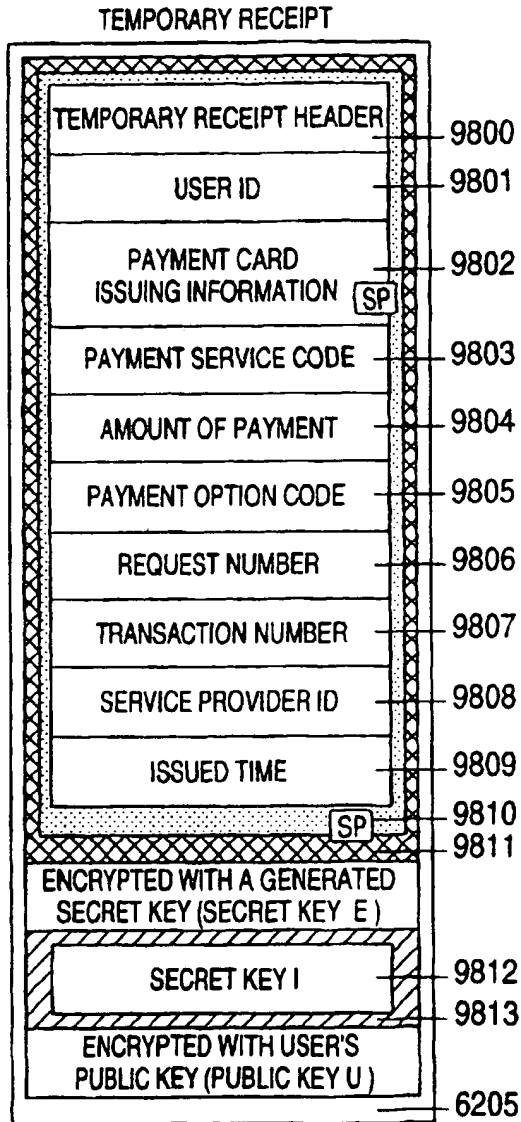 TEMPORARY RECEIPT
TEMPORARY RECEIPT HEADER
9800
USER ID
9801
PAYMENT CARD
ISSUING INFORMATION
SP
9802
PAYMENT SERVICE CODE
9803
AMOUNT OF PAYMENT
9804
PAYMENT OPTION CODE
9805
REQUEST NUMBER
9806
TRANSACTION NUMBER
9807
SERVICE PROVIDER ID
9808
ISSUED TIME
9809
SP
9810
9811
ENCRYPTED WITH A GENERATED
SECRET KEY (SECRET KEY E )
SECRET KEY I
9812
9813
ENCRYPTED WITH USER'S
PUBLIC KEY (PUBLIC KEY U )
6205